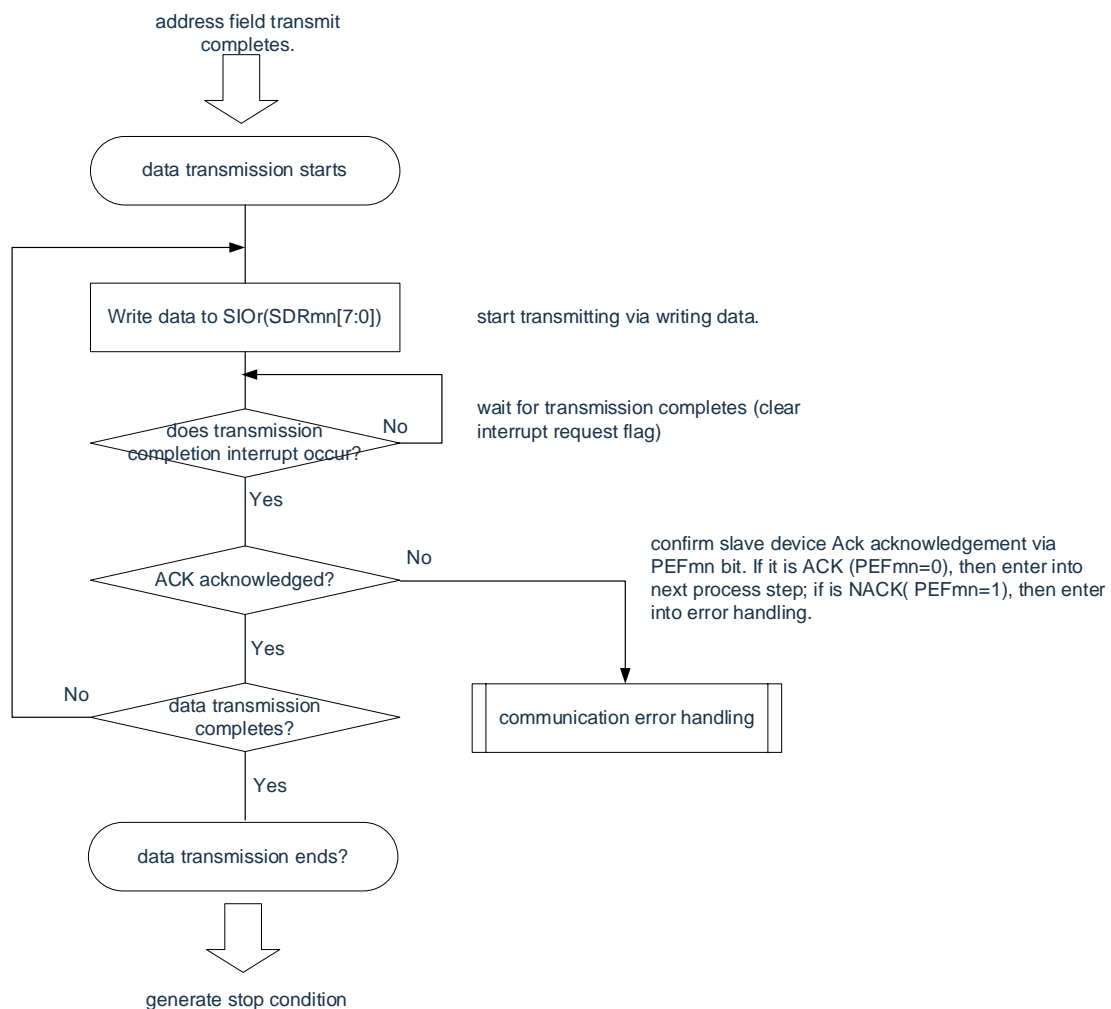 address field transmit
completes.
data transmission starts
Write data to SIOr(SDRmn[7:0])
start transmitting via writing data.
does transmission
completion interrupt occur?
No
wait for transmission completes (clear
interrupt request flag)
Yes
ACK acknowledged?
No
confirm slave device Ack acknowledgement via
PEFmn bit. If it is ACK (PEFmn=0), then enter into
next process step; if is NACK( PEFmn=1), then enter
into error handling.
Yes
No
data transmission
completes?
communication error handling
Yes
data transmission ends?
generate stop condition